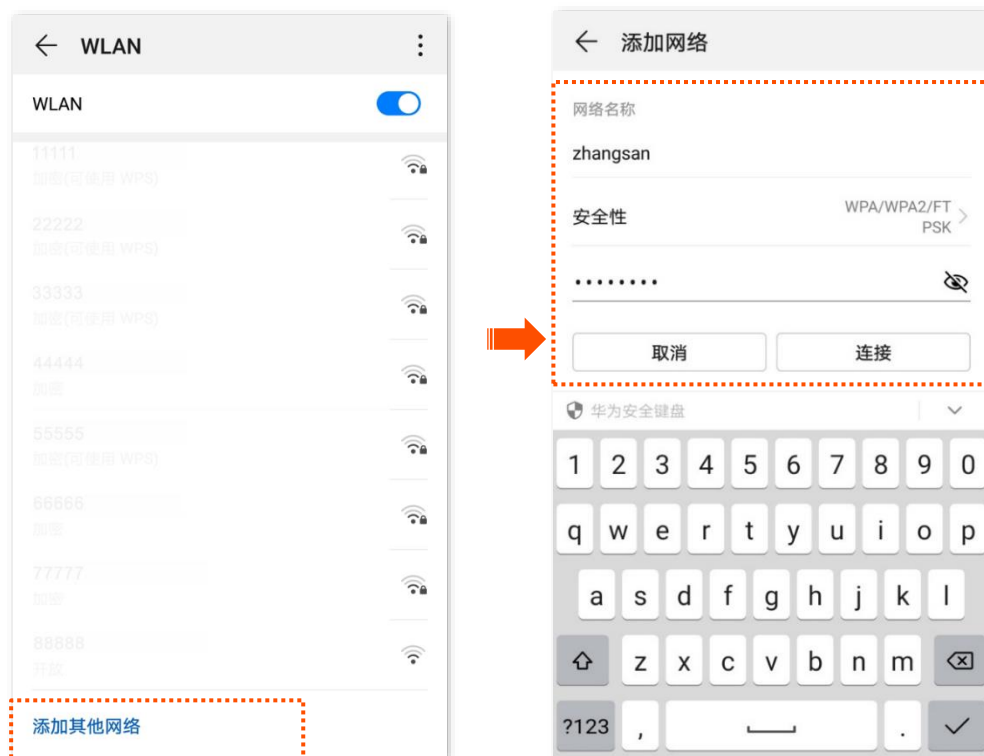 WLAN
WLAN
11111
加密(可使用 WPS)
22222
加密(可使用 WPS)
33333
加密(可使用 WPS)
44444
加密
55555
加密(可使用 WPS)
66666
加密
77777
加密
88888
开放
添加其他网络
添加网络
网络名称
zhangsan
安全性
WPA/WPA2/FT
PSK
••••••••
取消
连接
华为安全键盘
1 2 3 4 5 6 7 8 9 0
q w e r t y u i o p
a s d f g h j k l
z x c v b n m
?123 , .